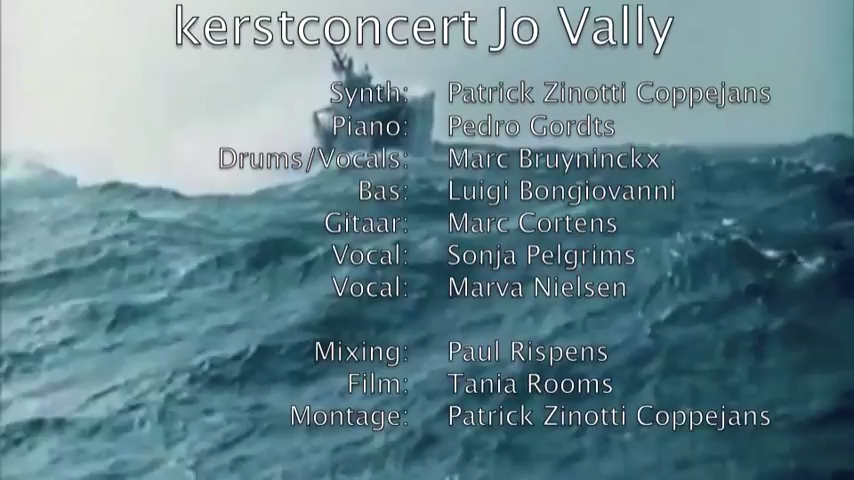 kerstconcert Jo Vally
Synth: Patrick Zinotti Coppejans
Piano: Pedro Gordts
Drums/Vocals: Marc Bruyninckx
Bas: Luigi Bongiovanni
Gitaar: Marc Cortens
Vocal: Sonja Pelgrims
Vocal: Marva Nielsen
Mixing: Paul Rispens
Film: Tania Rooms
Montage: Patrick Zinotti Coppejans